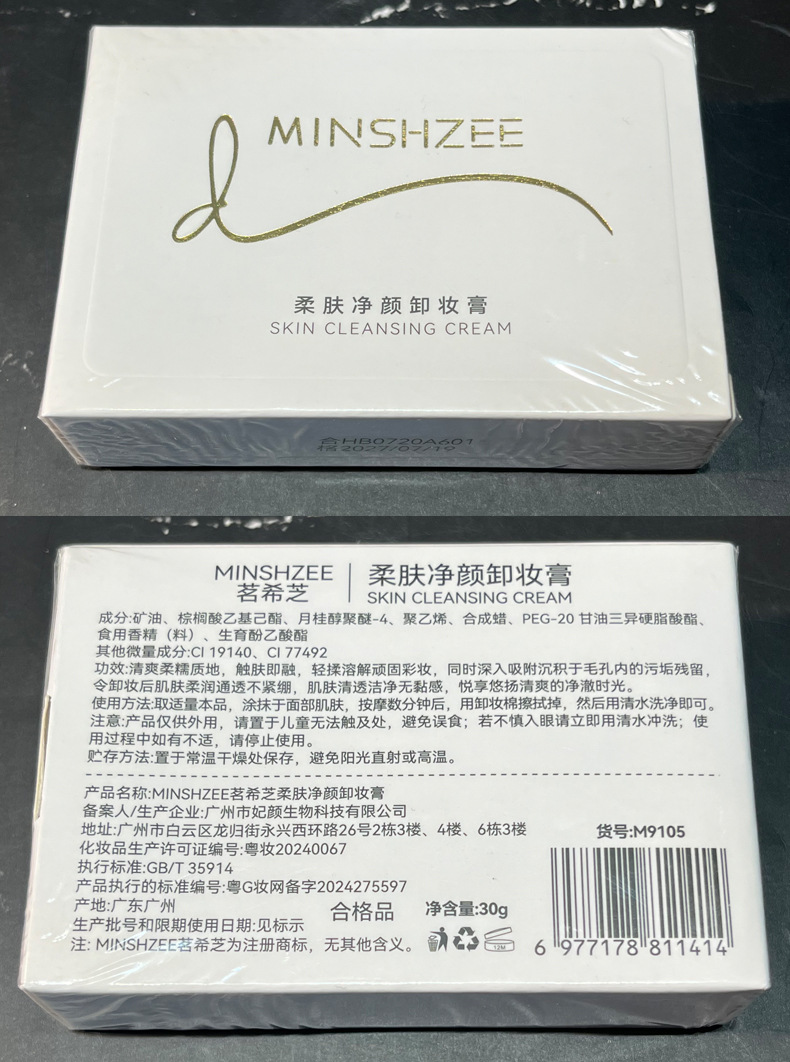 MINSHZEE
柔肤净颜卸妆膏
SKIN CLEANSING CREAM
合HB0720A601
格2027/07/19
MINSHZEE
茗希芝
柔肤净颜卸妆膏
SKIN CLEANSING CREAM
成分:矿油、棕榈酸乙基己酯、月桂醇聚醚-4、聚乙烯、合成蜡、PEG-20 甘油三异硬脂酸酯、
食用香精（料）、生育酚乙酸酯
其他微量成分:CI 19140、CI 77492
功效:清爽柔糯质地，触肤即融，轻揉溶解顽固彩妆，同时深入吸附沉积于毛孔内的污垢残留，
令卸妆后肌肤柔润通透不紧绷，肌肤清透洁净无黏感，悦享悠扬清爽的净澈时光。
使用方法:取适量本品，涂抹于面部肌肤，按摩数分钟后，用卸妆棉擦拭掉，然后用清水洗净即可。
注意:产品仅供外用，请置于儿童无法触及处，避免误食；若不慎入眼请立即用清水冲洗；使
用过程中如有不适，请停止使用。
贮存方法:置于常温干燥处保存，避免阳光直射或高温。
产品名称:MINSHZEE茗希芝柔肤净颜卸妆膏
备案人/生产企业:广州市妃颜生物科技有限公司
地址:广州市白云区龙归街永兴西环路26号2栋3楼、4楼、6栋3楼
化妆品生产许可证编号:粤妆20240067
执行标准:GB/T 35914
产品执行的标准编号:粤G妆网备字2024275597
产地:广东广州
生产批号和限期使用日期:见标示
注: MINSHZEE茗希芝为注册商标，无其他含义。
合格品
净含量:30g
12M
货号:M9105
6 977178 811414